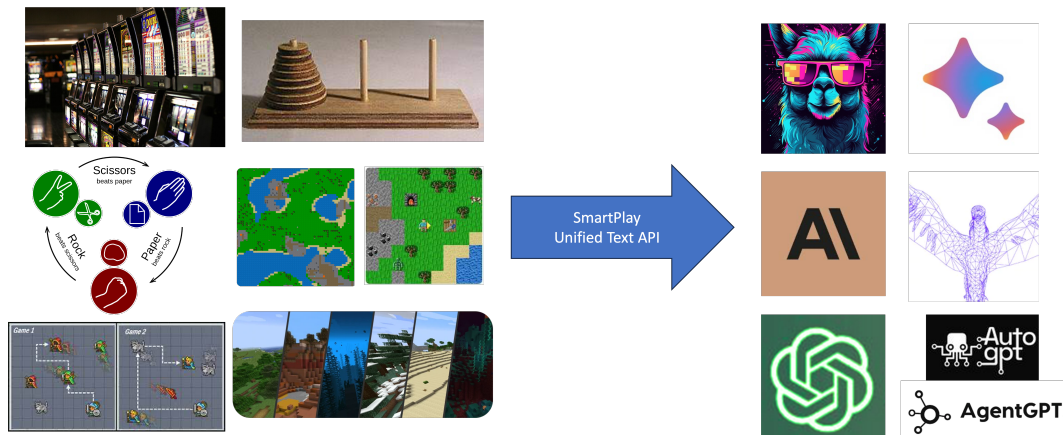 Scissors
beats paper
Rock
beats scissors
Paper
beats rock
Game 1
Game 2
SmartPlay
Unified Text API
AI
Auto
gpt
AgentGPT